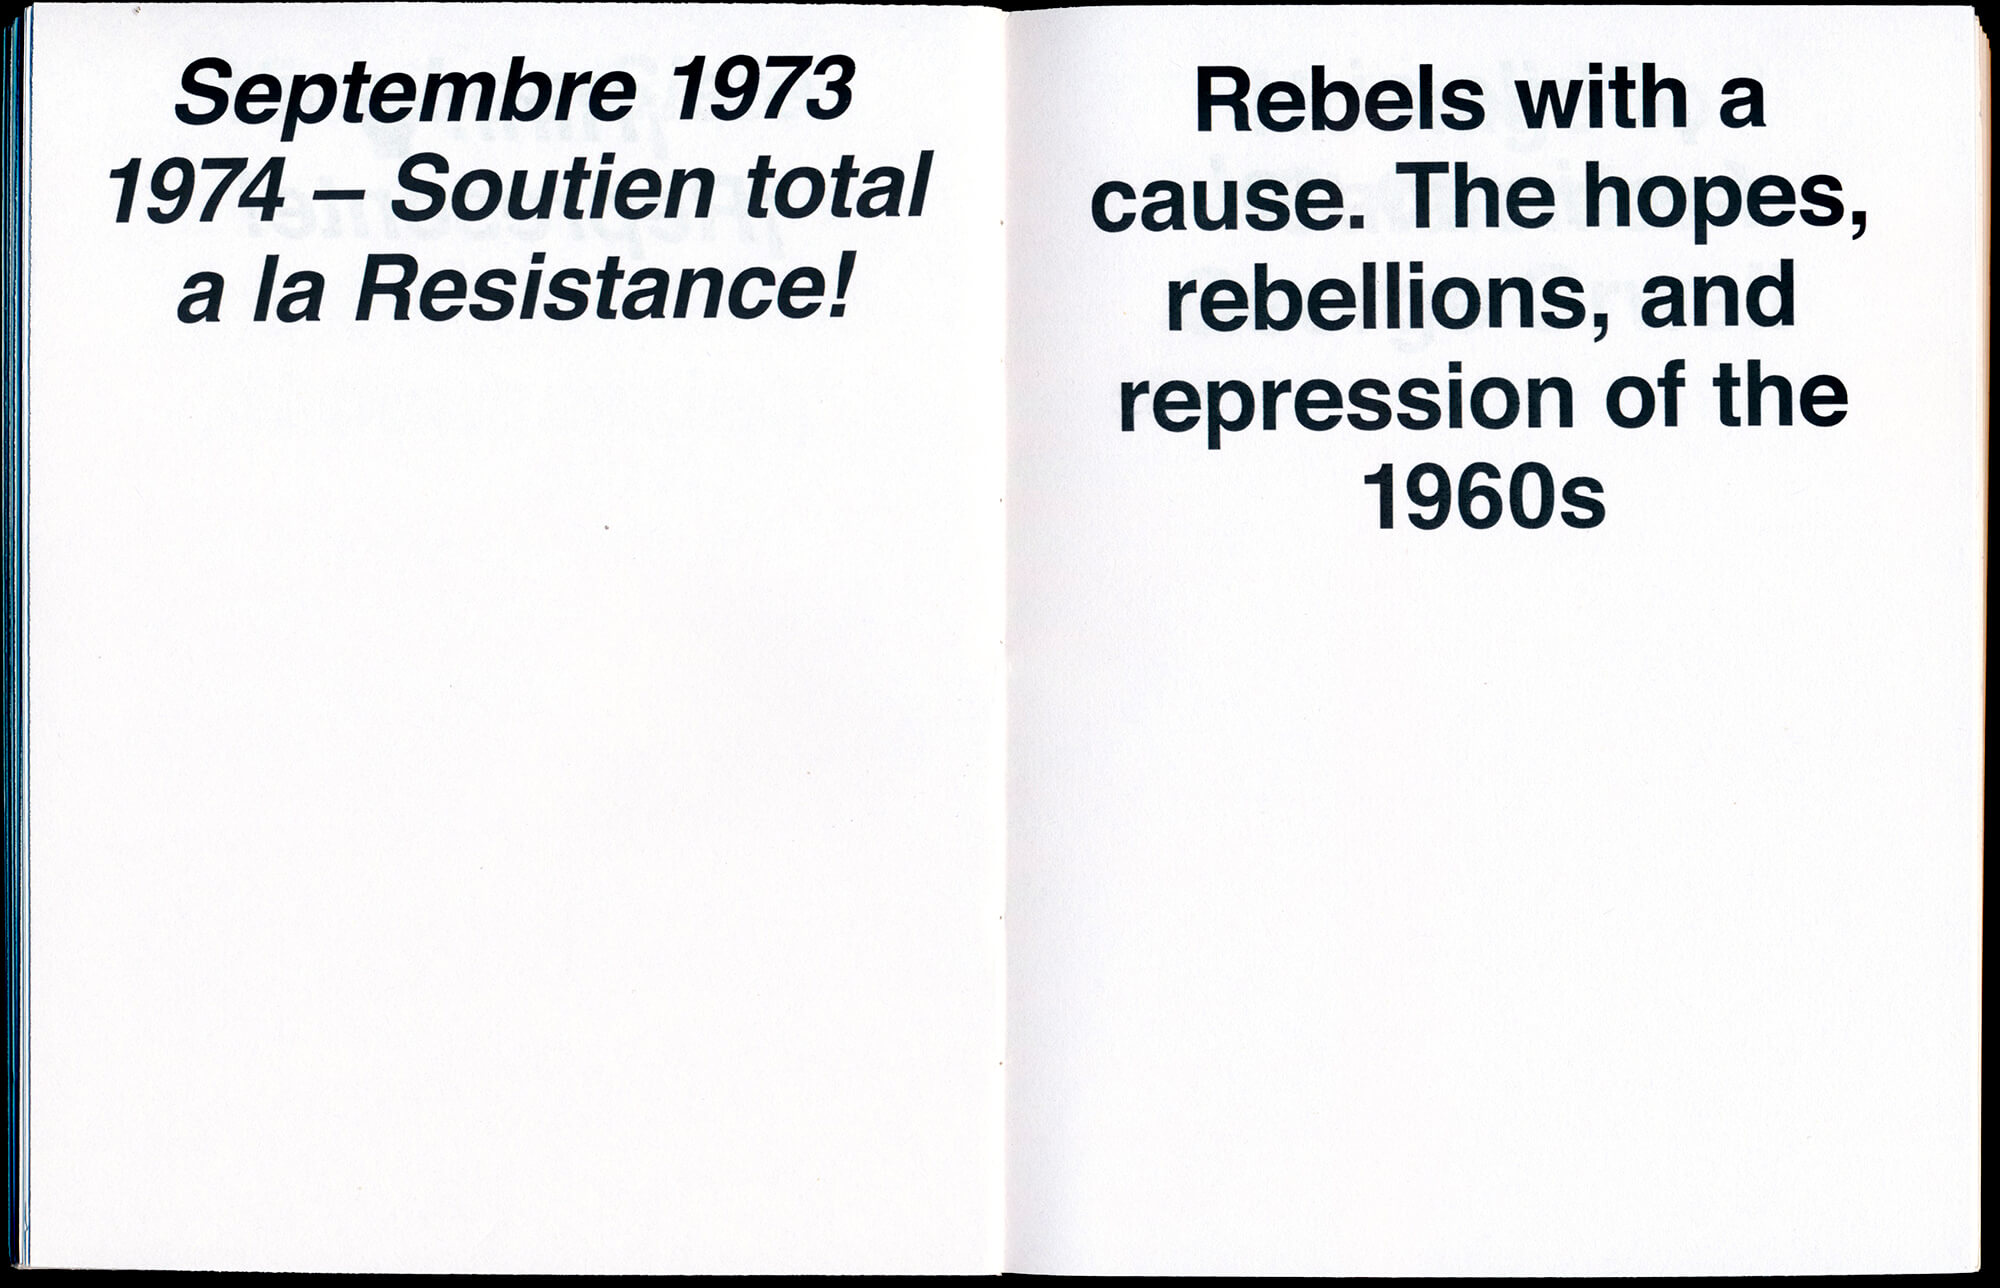 Septembre 1973
1974 – Soutien total
a la Resistance!
Rebels with a
cause. The hopes,
rebellions, and
repression of the
1960s